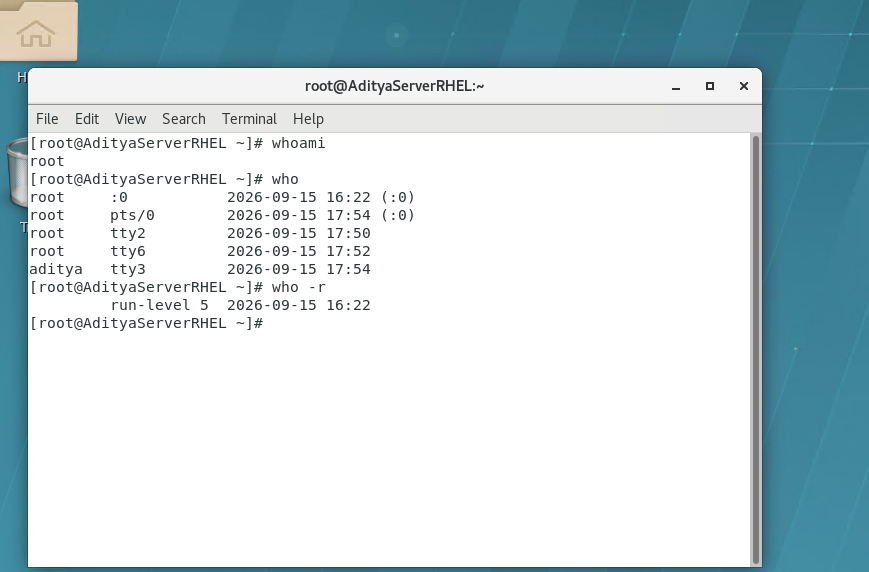 H
T
root@AdityaServerRHEL:~
File Edit View Search Terminal Help
[root@AdityaServerRHEL ~]# whoami
root
[root@AdityaServerRHEL ~]# who
root     :0           2026-09-15 16:22 (:0)
root     pts/0        2026-09-15 17:54 (:0)
root     tty2         2026-09-15 17:50
root     tty6         2026-09-15 17:52
aditya   tty3         2026-09-15 17:54
[root@AdityaServerRHEL ~]# who -r
         run-level 5  2026-09-15 16:22
[root@AdityaServerRHEL ~]#